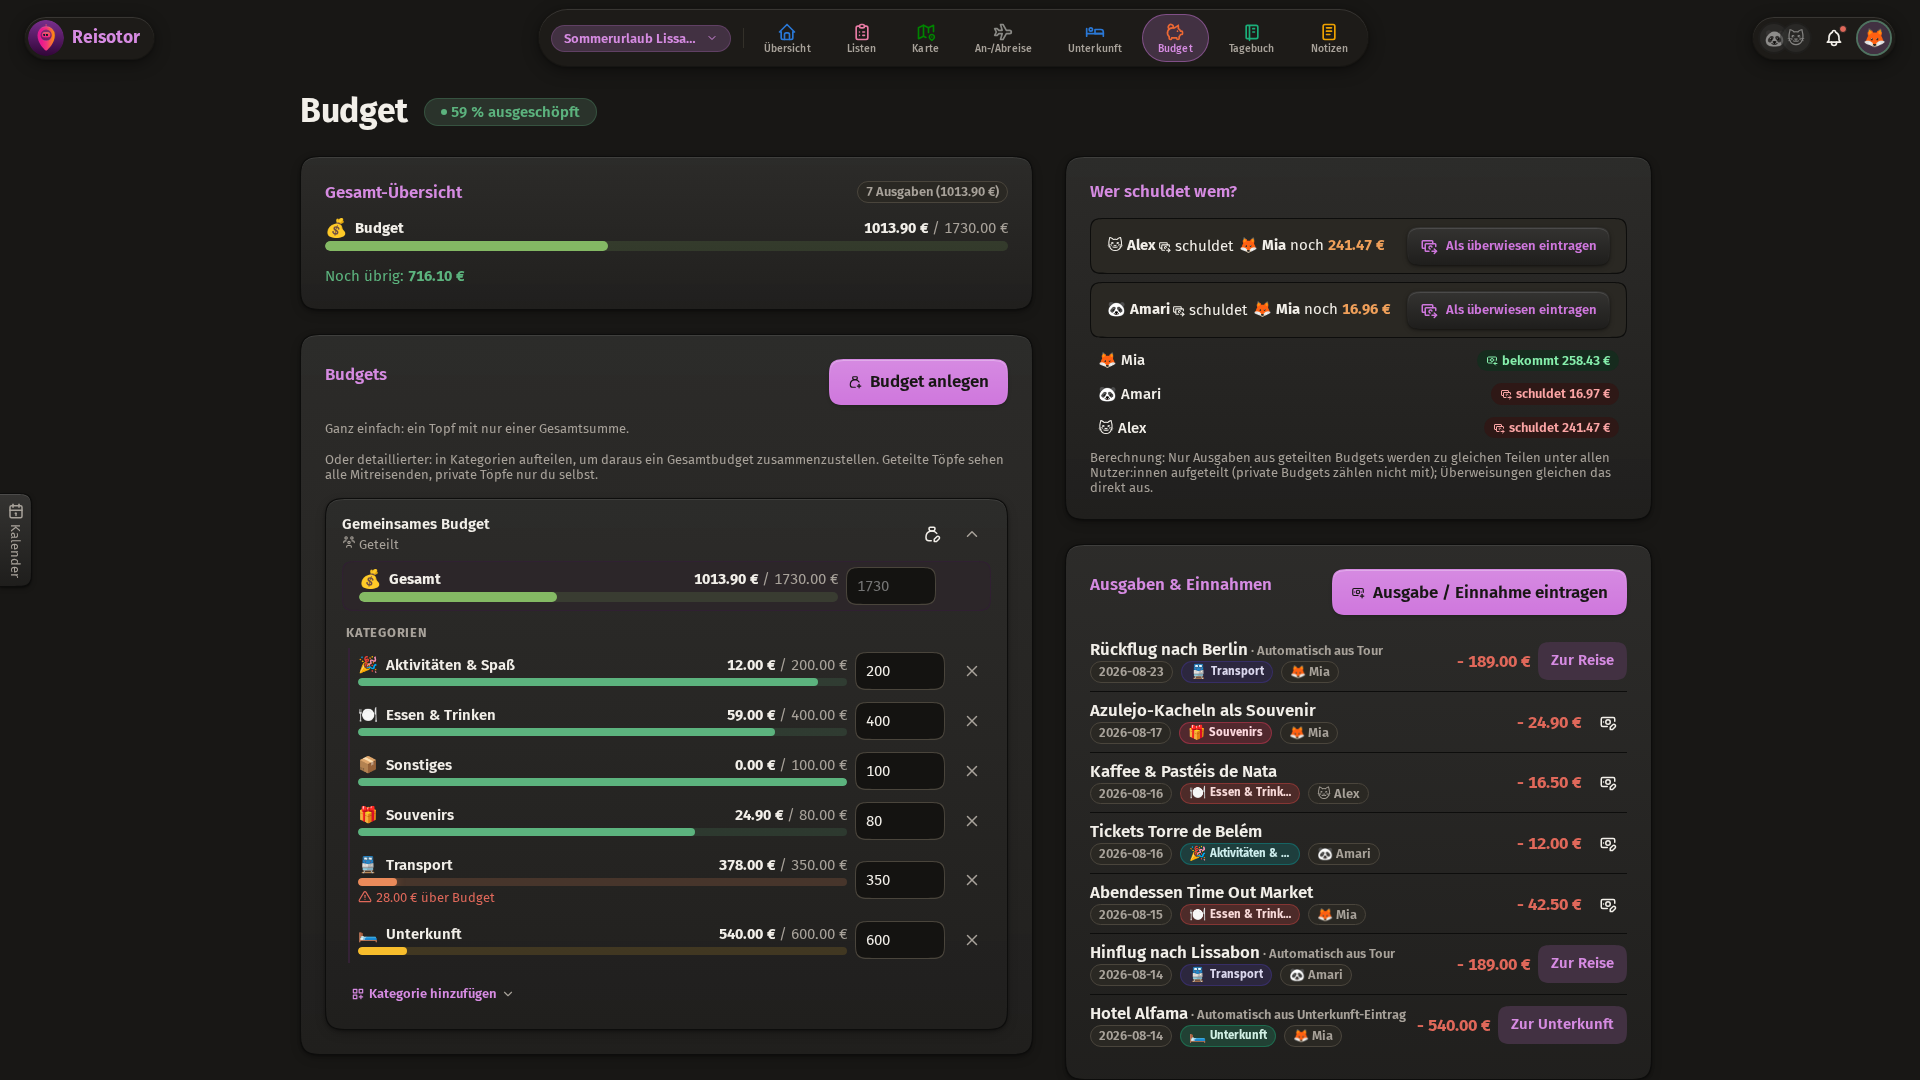 Reisotor
Sommerurlaub Lissa...
Übersicht
Listen
Karte
An-/Abreise
Unterkunft
Budget
Tagebuch
Notizen
Budget
59 % ausgeschöpft
Gesamt-Übersicht
7 Ausgaben (1013.90 €)
Budget
1013.90 € / 1730.00 €
Noch übrig: 716.10 €
Budgets
Budget anlegen
Ganz einfach: ein Topf mit nur einer Gesamtsumme.
Oder detaillierter: in Kategorien aufteilen, um daraus ein Gesamtbudget zusammenzustellen. Geteilte Töpfe sehen
alle Mitreisenden, private Töpfe nur du selbst.
Gemeinsames Budget
Geteilt
Gesamt
1013.90 € / 1730.00 €
1730
KATEGORIEN
Aktivitäten & Spaß
12.00 € / 200.00 €
200
Essen & Trinken
59.00 € / 400.00 €
400
Sonstiges
0.00 € / 100.00 €
100
Souvenirs
24.90 € / 80.00 €
80
Transport
378.00 € / 350.00 €
350
28.00 € über Budget
Unterkunft
540.00 € / 600.00 €
600
Kategorie hinzufügen
Kalender
Wer schuldet wem?
Alex schuldet Mia noch 241.47 €
Als überwiesen eintragen
Amari schuldet Mia noch 16.96 €
Als überwiesen eintragen
Mia
bekommt 258.43 €
Amari
schuldet 16.97 €
Alex
schuldet 241.47 €
Berechnung: Nur Ausgaben aus geteilten Budgets werden zu gleichen Teilen unter allen
Nutzer:innen aufgeteilt (private Budgets zählen nicht mit); Überweisungen gleichen das
direkt aus.
Ausgaben & Einnahmen
Ausgabe / Einnahme eintragen
Rückflug nach Berlin · Automatisch aus Tour
2026-08-23
Transport
Mia
- 189.00 €
Zur Reise
Azulejo-Kacheln als Souvenir
2026-08-17
Souvenirs
Mia
- 24.90 €
Kaffee & Pastéis de Nata
2026-08-16
Essen & Trink...
Alex
- 16.50 €
Tickets Torre de Belém
2026-08-16
Aktivitäten & ...
Amari
- 12.00 €
Abendessen Time Out Market
2026-08-15
Essen & Trink...
Mia
- 42.50 €
Hinflug nach Lissabon · Automatisch aus Tour
2026-08-14
Transport
Amari
- 189.00 €
Zur Reise
Hotel Alfama · Automatisch aus Unterkunft-Eintrag
2026-08-14
Unterkunft
Mia
- 540.00 €
Zur Unterkunft